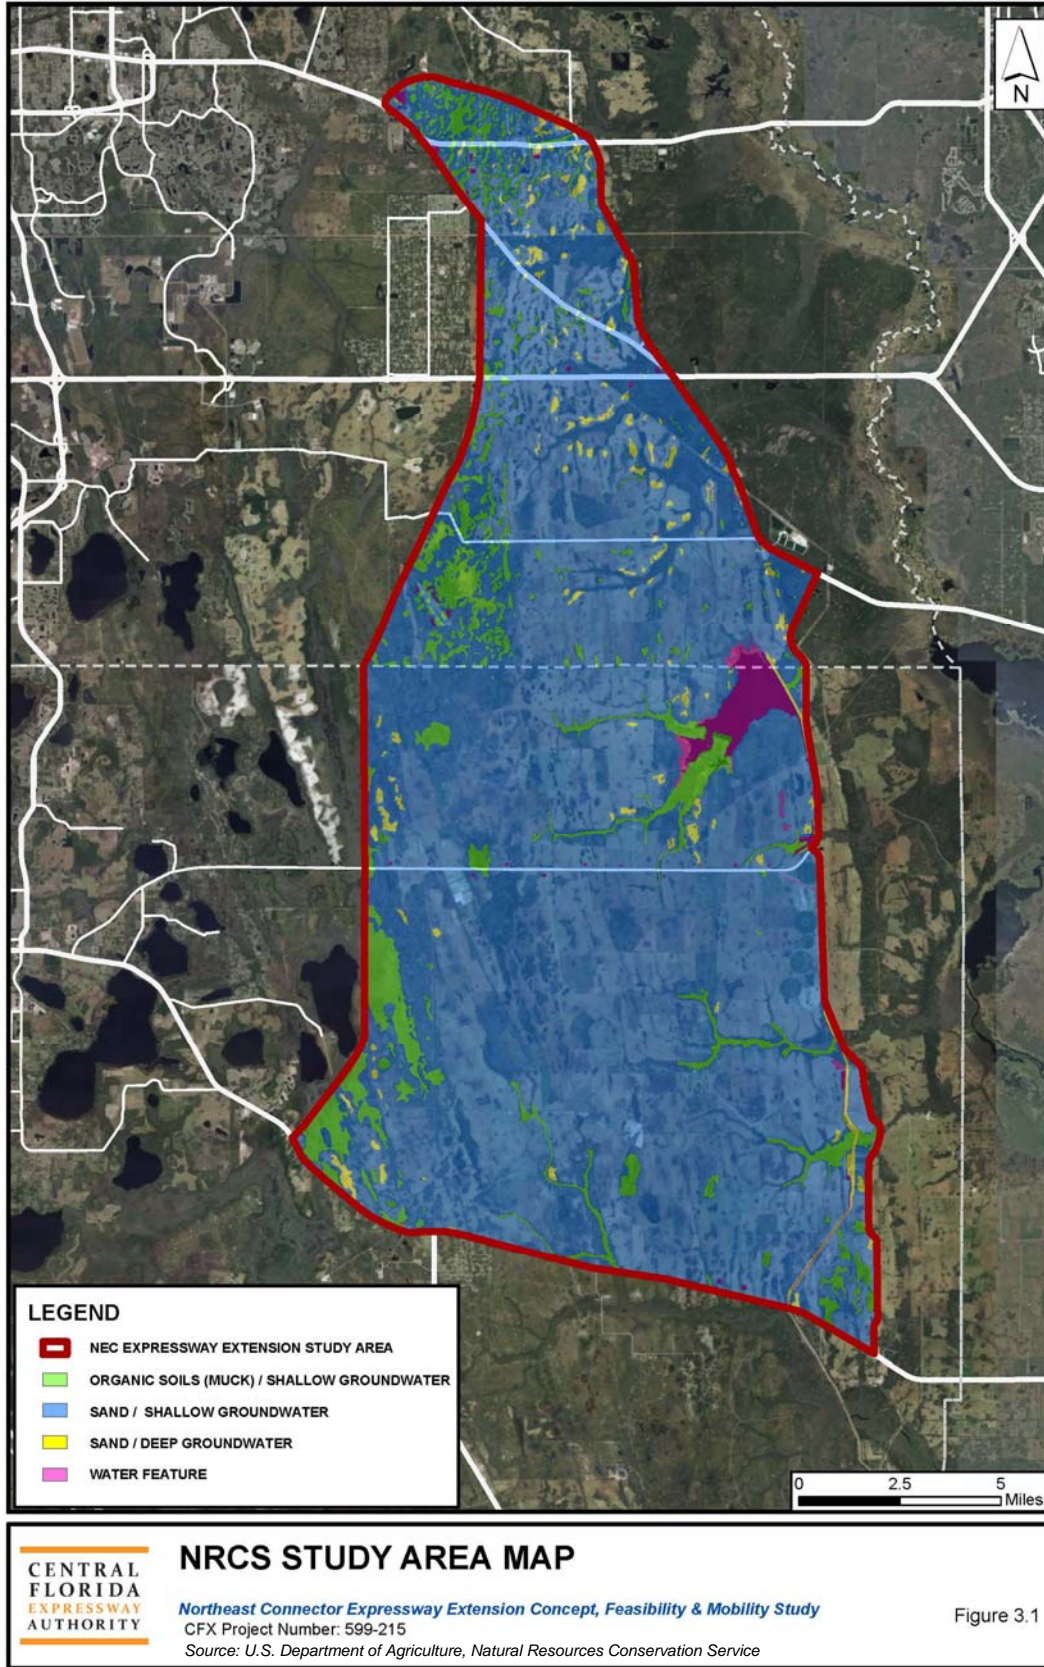 N
LEGEND
NEC EXPRESSWAY EXTENSION STUDY AREA
ORGANIC SOILS (MUCK) / SHALLOW GROUNDWATER
SAND / SHALLOW GROUNDWATER
SAND / DEEP GROUNDWATER
WATER FEATURE
0 2.5 5
Miles
CENTRAL
FLORIDA
EXPRESSWAY
AUTHORITY
NRCS STUDY AREA MAP
Northeast Connector Expressway Extension Concept, Feasibility & Mobility Study
CFX Project Number: 599-215
Source: U.S. Department of Agriculture, Natural Resources Conservation Service
Figure 3.1